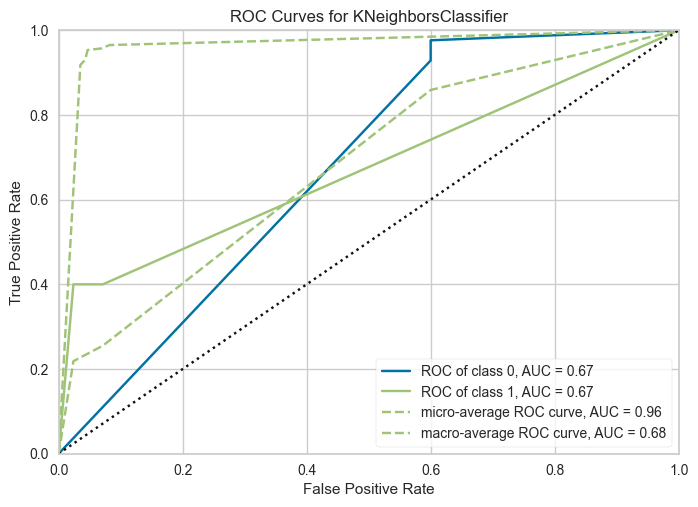 ROC Curves for KNeighborsClassifier
1.0
0.8
0.6
0.4
0.2
0.0
True Positive Rate
ROC of class 0, AUC = 0.67
ROC of class 1, AUC = 0.67
micro-average ROC curve, AUC = 0.96
macro-average ROC curve, AUC = 0.68
0.0 0.2 0.4 0.6 0.8 1.0
False Positive Rate